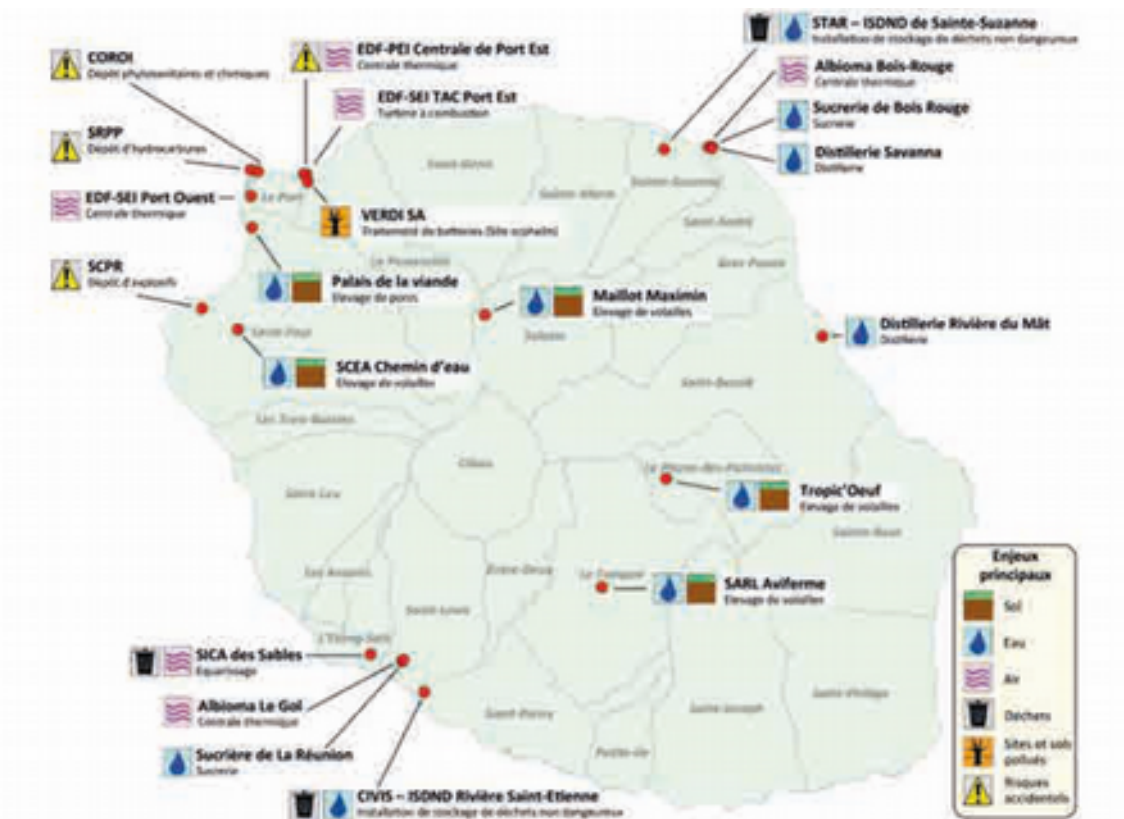 STAR – ISDND de Sainte-Suzanne
Installation de stockage de déchets non dangeureux
COROI
Dépôt phytosanitaires et chimiques
EDF-PEI Centrale de Port Est
Centrale thermique
Albioma Bois-Rouge
Centrale thermique
EDF-SEI TAC Port Est
Turbine à combustion
Sucrerie de Bois Rouge
Sucrerie
SRPP
Dépôt d'hydrocarbures
Distillerie Savanna
Distillerie
Saint-Denis
Sainte-Marie
Sainte-Suzanne
EDF-SEI Port Ouest
Centrale thermique
Le Port
VERDI SA
Traitement de batteries (Site orphelin)
Saint-André
La Possession
Bras-Panon
SCPR
Dépôt d'explosifs
Palais de la viande
Elevage de porcs
Maillot Maximin
Elevage de volailles
Saint-Paul
Salazie
Distillerie Rivière du Mât
Distillerie
SCEA Chemin d'eau
Elevage de volailles
Saint-Benoît
Les Trois-Bassins
Cilaos
La Plaine-des-Palmistes
Saint-Leu
Tropic'Oeuf
Elevage de volailles
Sainte-Rose
Les Avirons
Entre-Deux
Le Tampon
SARL Aviferme
Elevage de volailles
Saint-Louis
L'Etang-Salé
SICA des Sables
Equarissage
Albioma Le Gol
Centrale thermique
Saint-Pierre
Saint-Joseph
Saint-Philippe
Sucrière de La Réunion
Sucrerie
Petite-Ile
CIVIS – ISDND Rivière Saint-Etienne
Installation de stockage de déchets non dangeureux
Enjeux
principaux
Sol
Eau
Air
Déchets
Sites et sols
pollués
Risques
accidentels